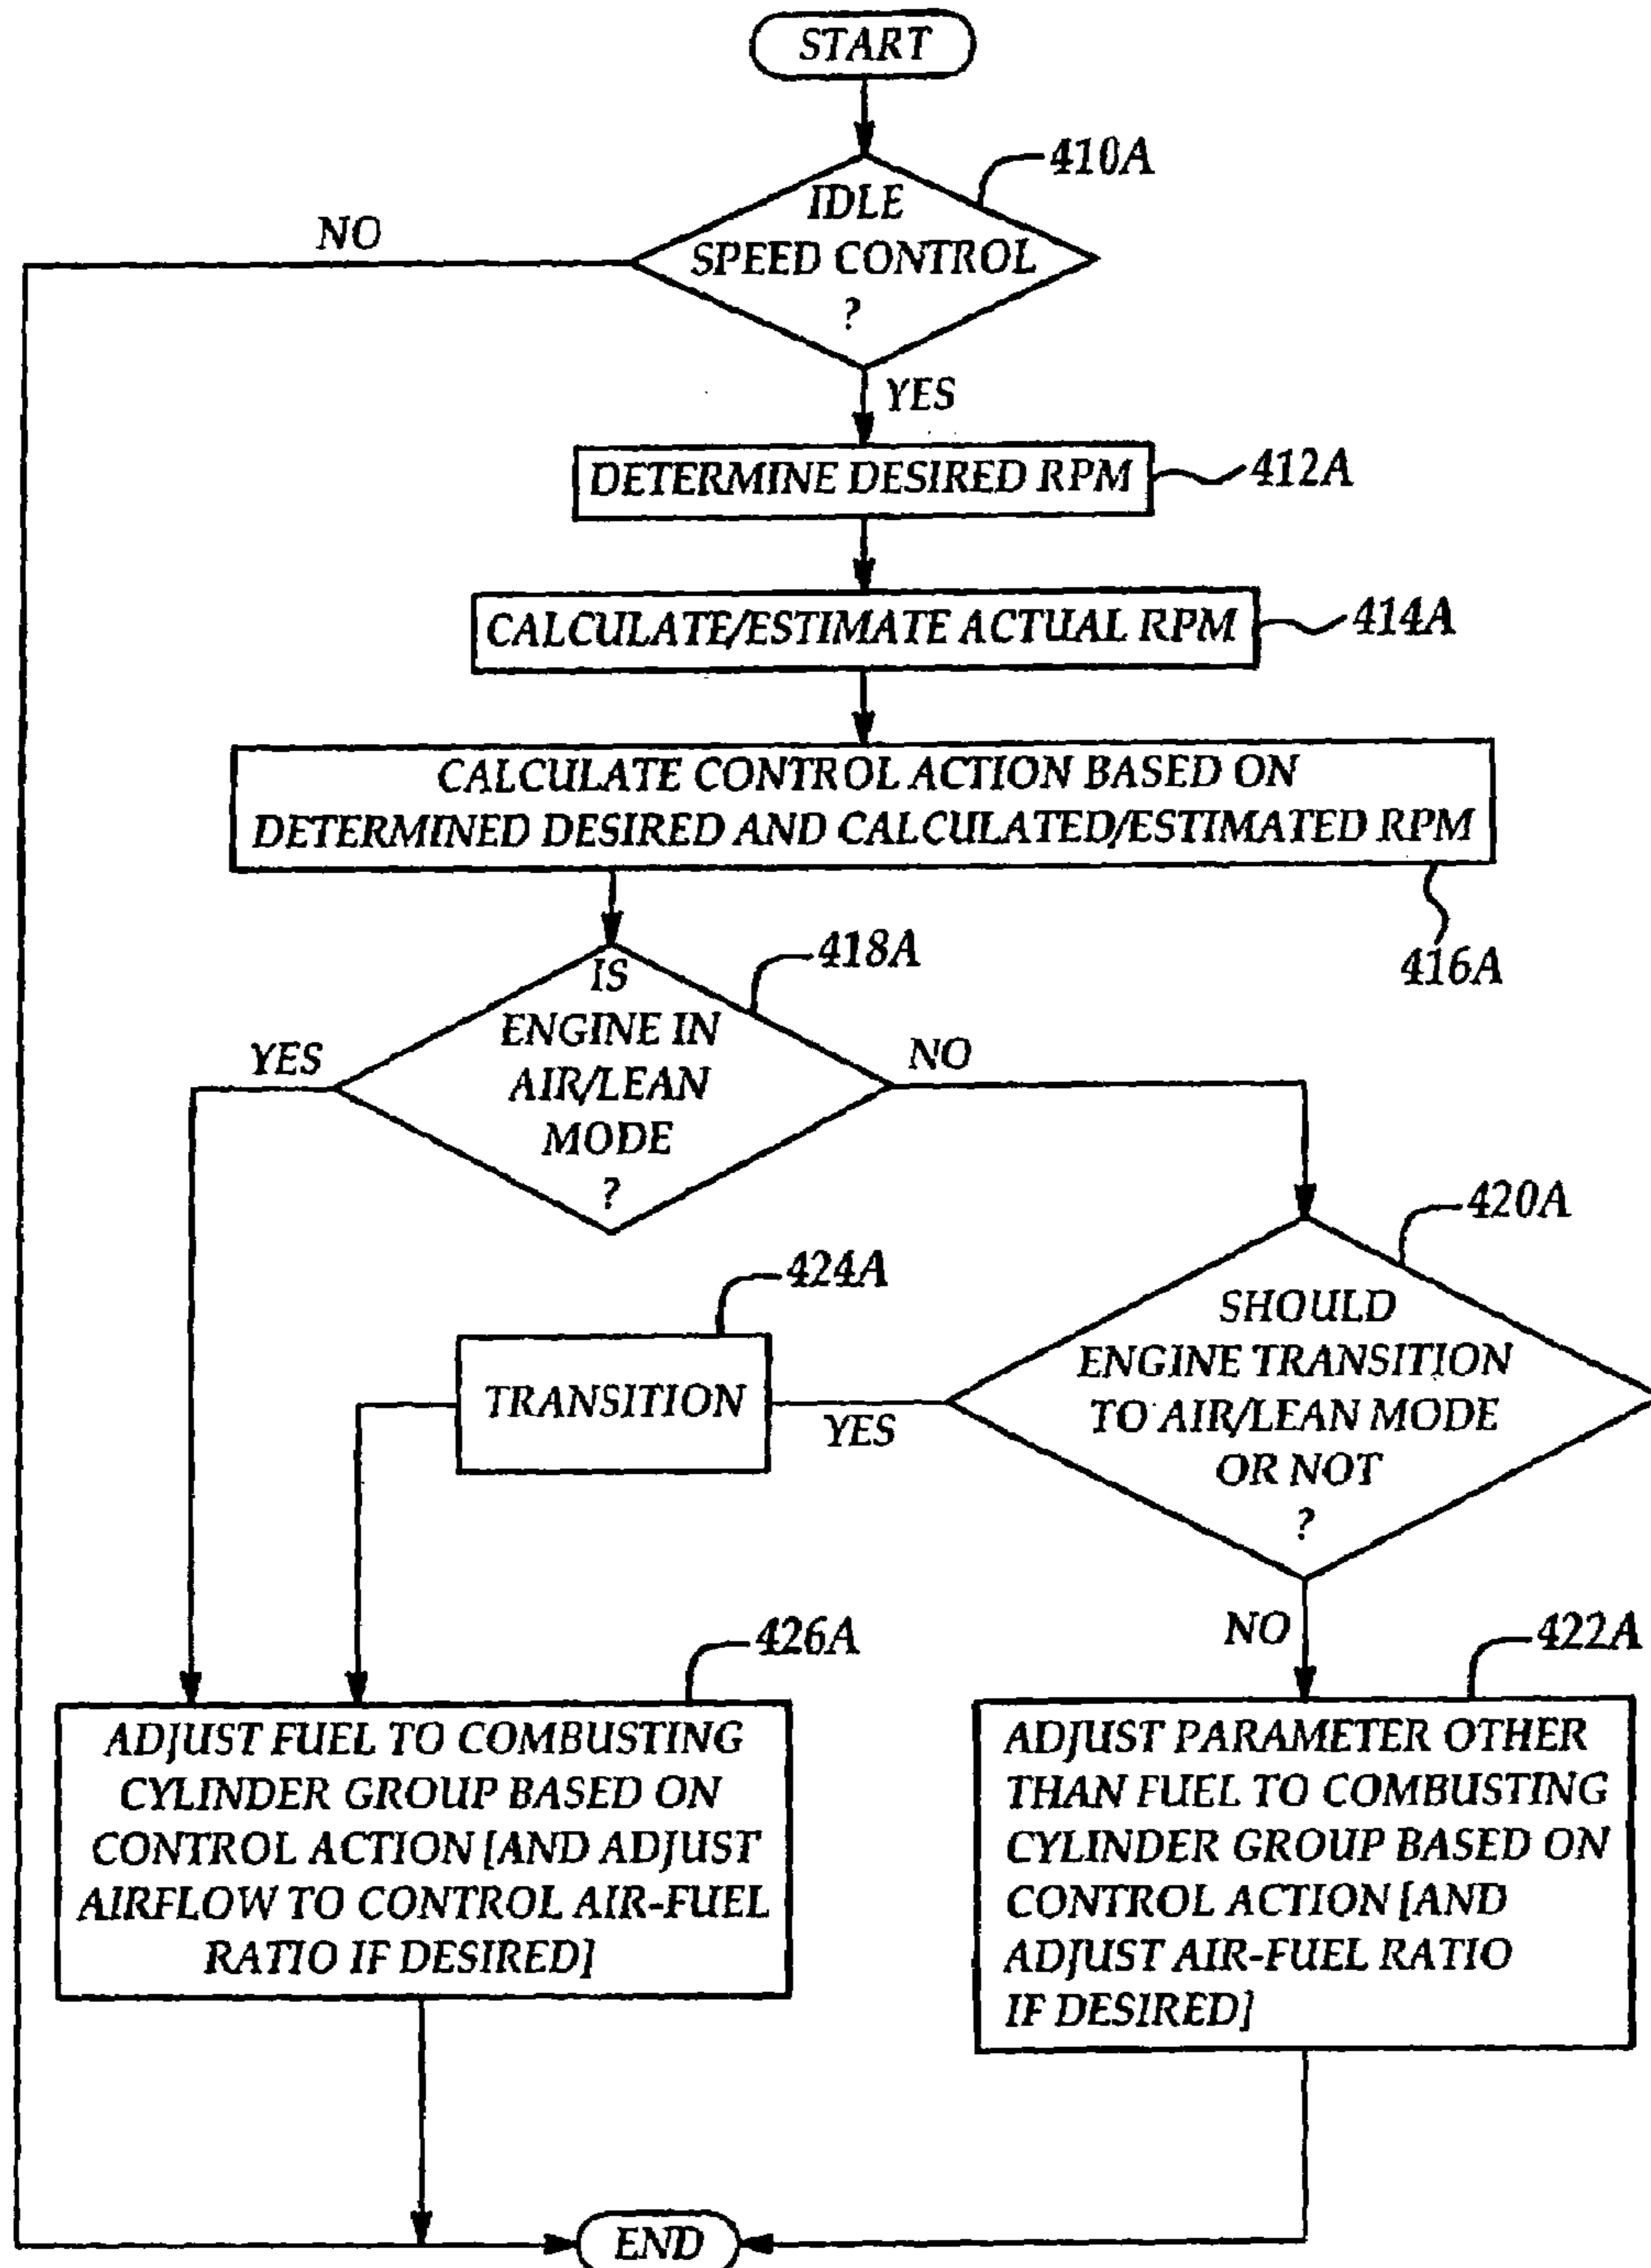 START
410A
IDLE
SPEED CONTROL
?
NO
YES
DETERMINE DESIRED RPM
412A
CALCULATE/ESTIMATE ACTUAL RPM
414A
CALCULATE CONTROL ACTION BASED ON
DETERMINED DESIRED AND CALCULATED/ESTIMATED RPM
416A
418A
IS
ENGINE IN
AIR/LEAN
MODE
?
YES
NO
420A
SHOULD
ENGINE TRANSITION
TO AIR/LEAN MODE
OR NOT
?
424A
TRANSITION
YES
NO
426A
ADJUST FUEL TO COMBUSTING
CYLINDER GROUP BASED ON
CONTROL ACTION [AND ADJUST
AIRFLOW TO CONTROL AIR-FUEL
RATIO IF DESIRED]
422A
ADJUST PARAMETER OTHER
THAN FUEL TO COMBUSTING
CYLINDER GROUP BASED ON
CONTROL ACTION [AND
ADJUST AIR-FUEL RATIO
IF DESIRED]
END